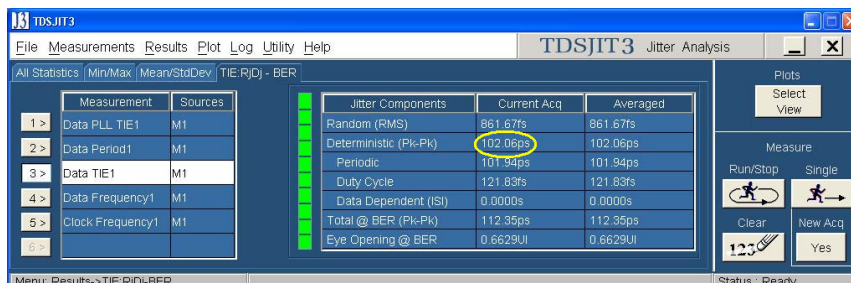 TDSJIT3
File Measurements Results Plot Log Utility Help
TDSJIT3 Jitter Analysis
All Statistics Min/Max Mean/StdDev TIE:RjDj - BER
Measurement Sources
1 > Data PLL TIE1 M1
2 > Data Period1 M1
3 > Data TIE1 M1
4 > Data Frequency1 M1
5 > Clock Frequency1 M1
6 >
Jitter Components Current Acq Averaged
Random (RMS) 861.67fs 861.67fs
Deterministic (Pk-Pk) 102.06ps 102.06ps
Periodic 101.94ps 101.94ps
Duty Cycle 121.83fs 121.83fs
Data Dependent (ISI) 0.0000s 0.0000s
Total @ BER (Pk-Pk) 112.35ps 112.35ps
Eye Opening @ BER 0.6629UI 0.6629UI
Plots
Select
View
Measure
Run/Stop Single
Clear New Acq
123 Yes
Menu: Results->TIE:RjDj-BER
Status : Ready